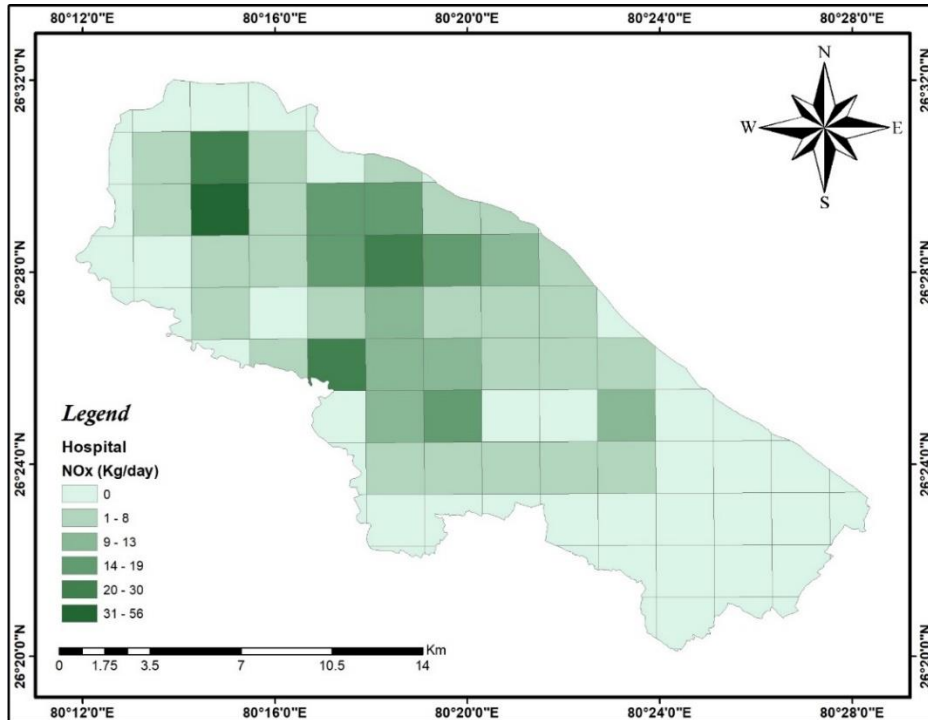 80°12'0"E 80°16'0"E 80°20'0"E 80°24'0"E 80°28'0"E
26°32'0"N 26°32'0"N
N
W E
S
26°28'0"N 26°28'0"N
Legend
Hospital
NOx (Kg/day)
0
1 - 8
9 - 13
14 - 19
20 - 30
31 - 56
26°24'0"N 26°24'0"N
Km
0 1.75 3.5 7 10.5 14
26°20'0"N 26°20'0"N
80°12'0"E 80°16'0"E 80°20'0"E 80°24'0"E 80°28'0"E